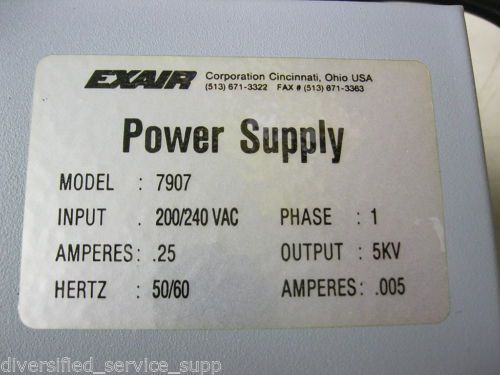 EXAIR Corporation Cincinnati, Ohio USA
(513) 671-3322 FAX # (513) 671-3363
Power Supply
MODEL : 7907
INPUT . 200/240 VAC PHASE : 1
AMPERES: .25 OUTPUT : 5KV
HERTZ : 50/60 AMPERES: .005
diversified_service_supp